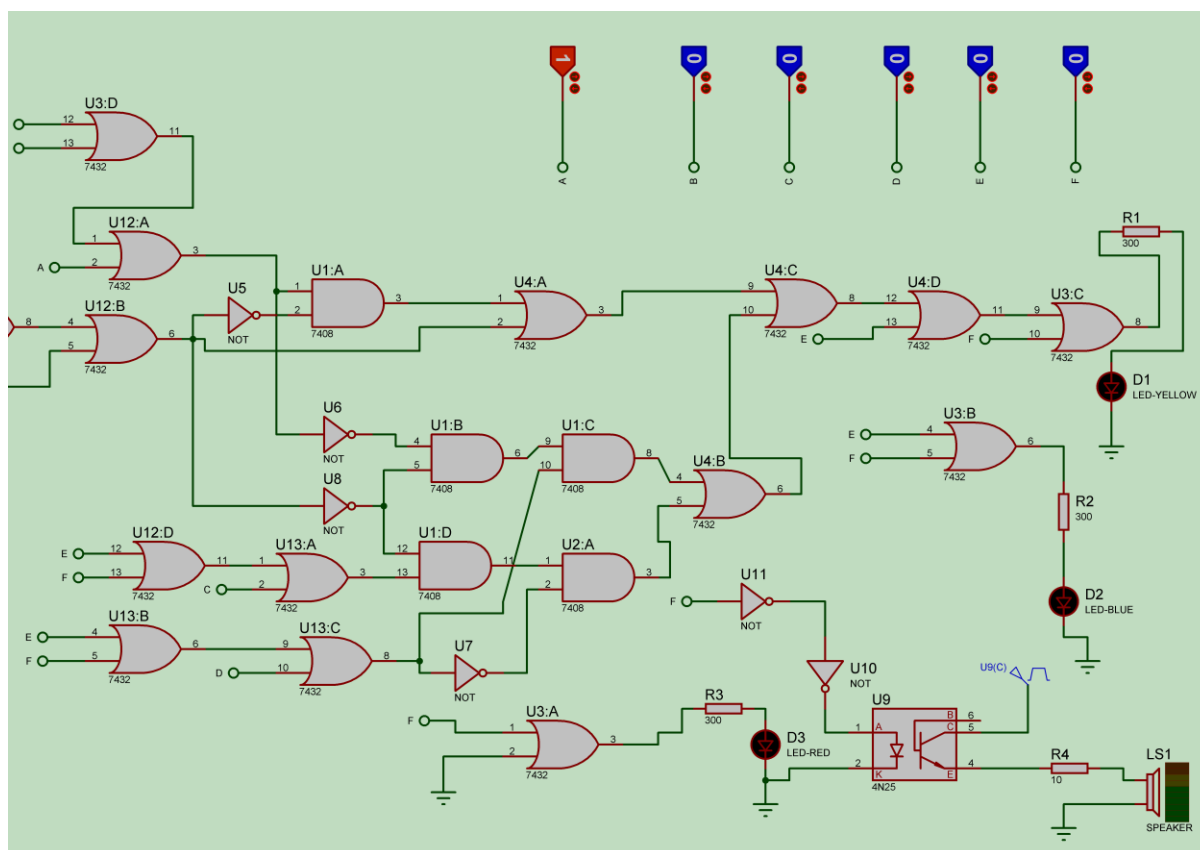 1
0
0
0
0
0
A
B
C
D
E
F
U3:D
12
13
11
7432
U12:A
1
2
3
A
7432
U12:B
8
4
5
6
7432
U5
NOT
U1:A
1
2
3
7408
U4:A
1
2
3
7432
U4:C
9
10
8
7432
E
U4:D
12
13
11
7432
F
U3:C
9
10
8
7432
R1
300
D1
LED-YELLOW
U6
NOT
U8
NOT
U1:B
4
5
6
7408
U1:C
9
10
8
7408
U4:B
4
5
6
7432
U3:B
E
F
4
5
6
7432
R2
300
D2
LED-BLUE
U12:D
E
F
12
13
11
7432
U13:A
C
1
2
3
7432
U1:D
12
13
11
7408
U2:A
1
2
3
7408
U13:B
E
F
4
5
6
7432
U13:C
D
9
10
8
7432
U7
NOT
U11
F
NOT
U10
NOT
U9(C)
U3:A
F
1
2
3
7432
R3
300
D3
LED-RED
U9
1
2
A
K
B
C
E
6
5
4
4N25
R4
10
LS1
SPEAKER